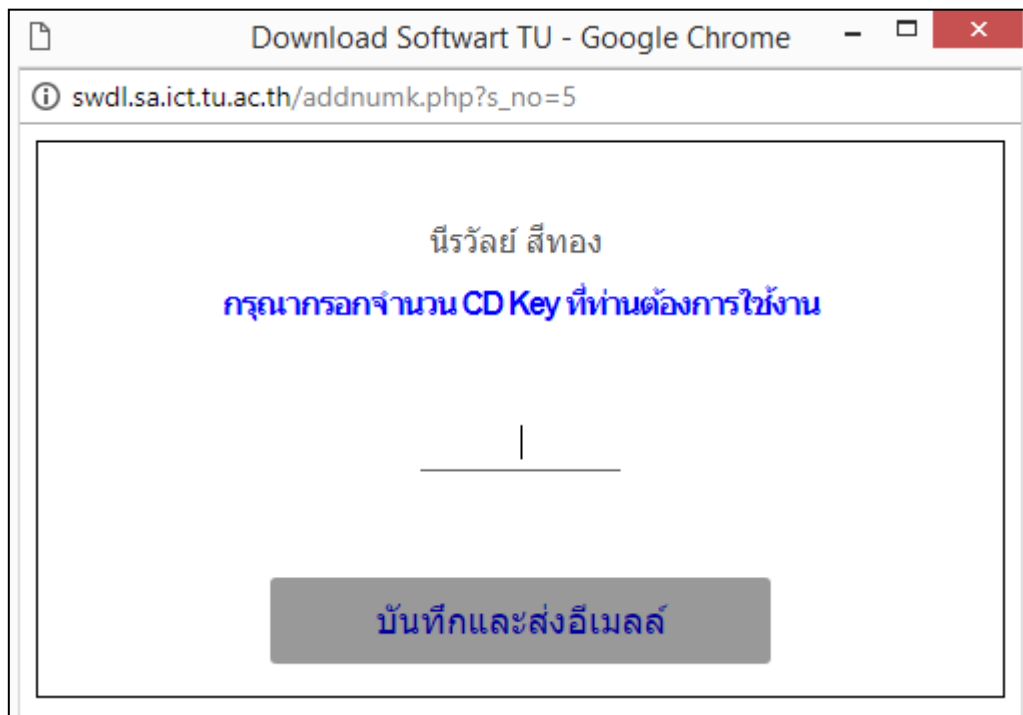 Download Softwart TU - Google Chrome
swdl.sa.ict.tu.ac.th/addnumk.php?s_no=5
นีรวัลย์ สีทอง
กรุณากรอกจำนวน CD Key ที่ท่านต้องการใช้งาน
บันทึกและส่งอีเมลล์